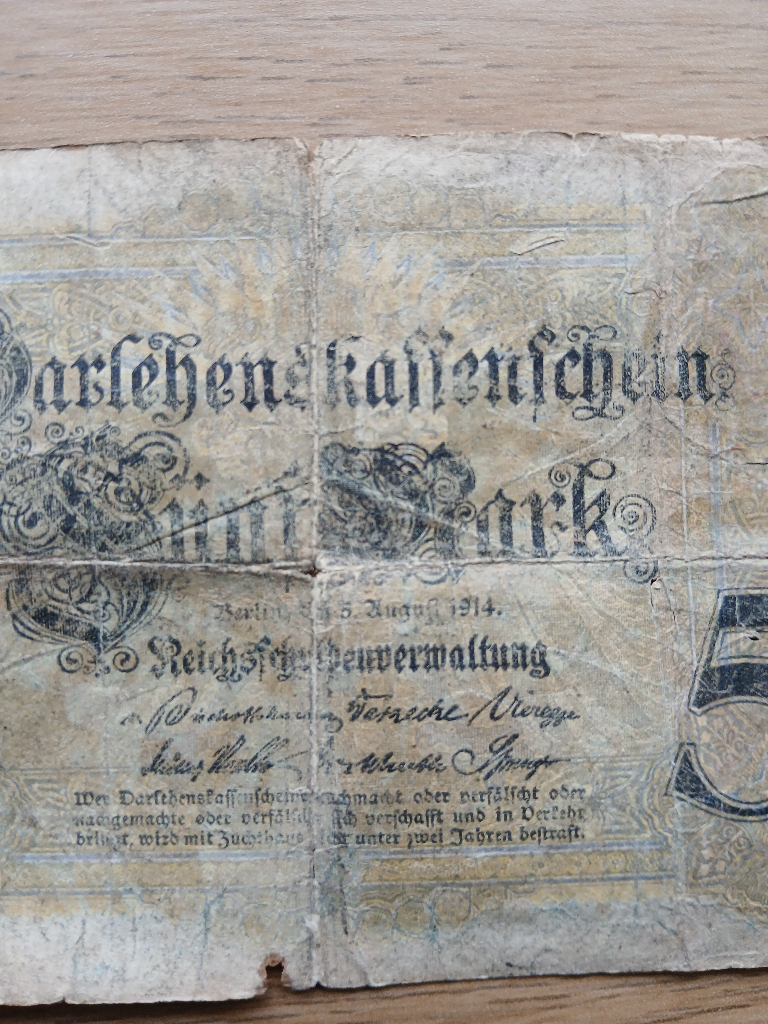 Darlehenskassenschein
Fünf Mark
Berlin, den 5. August 1914.
Reichsschuldenverwaltung
5
Wer Darlehenskassenscheine nachmacht oder verfälscht oder
nachgemachte oder verfälschte sich verschafft und in Verkehr
bringt, wird mit Zuchthaus nicht unter zwei Jahren bestraft.